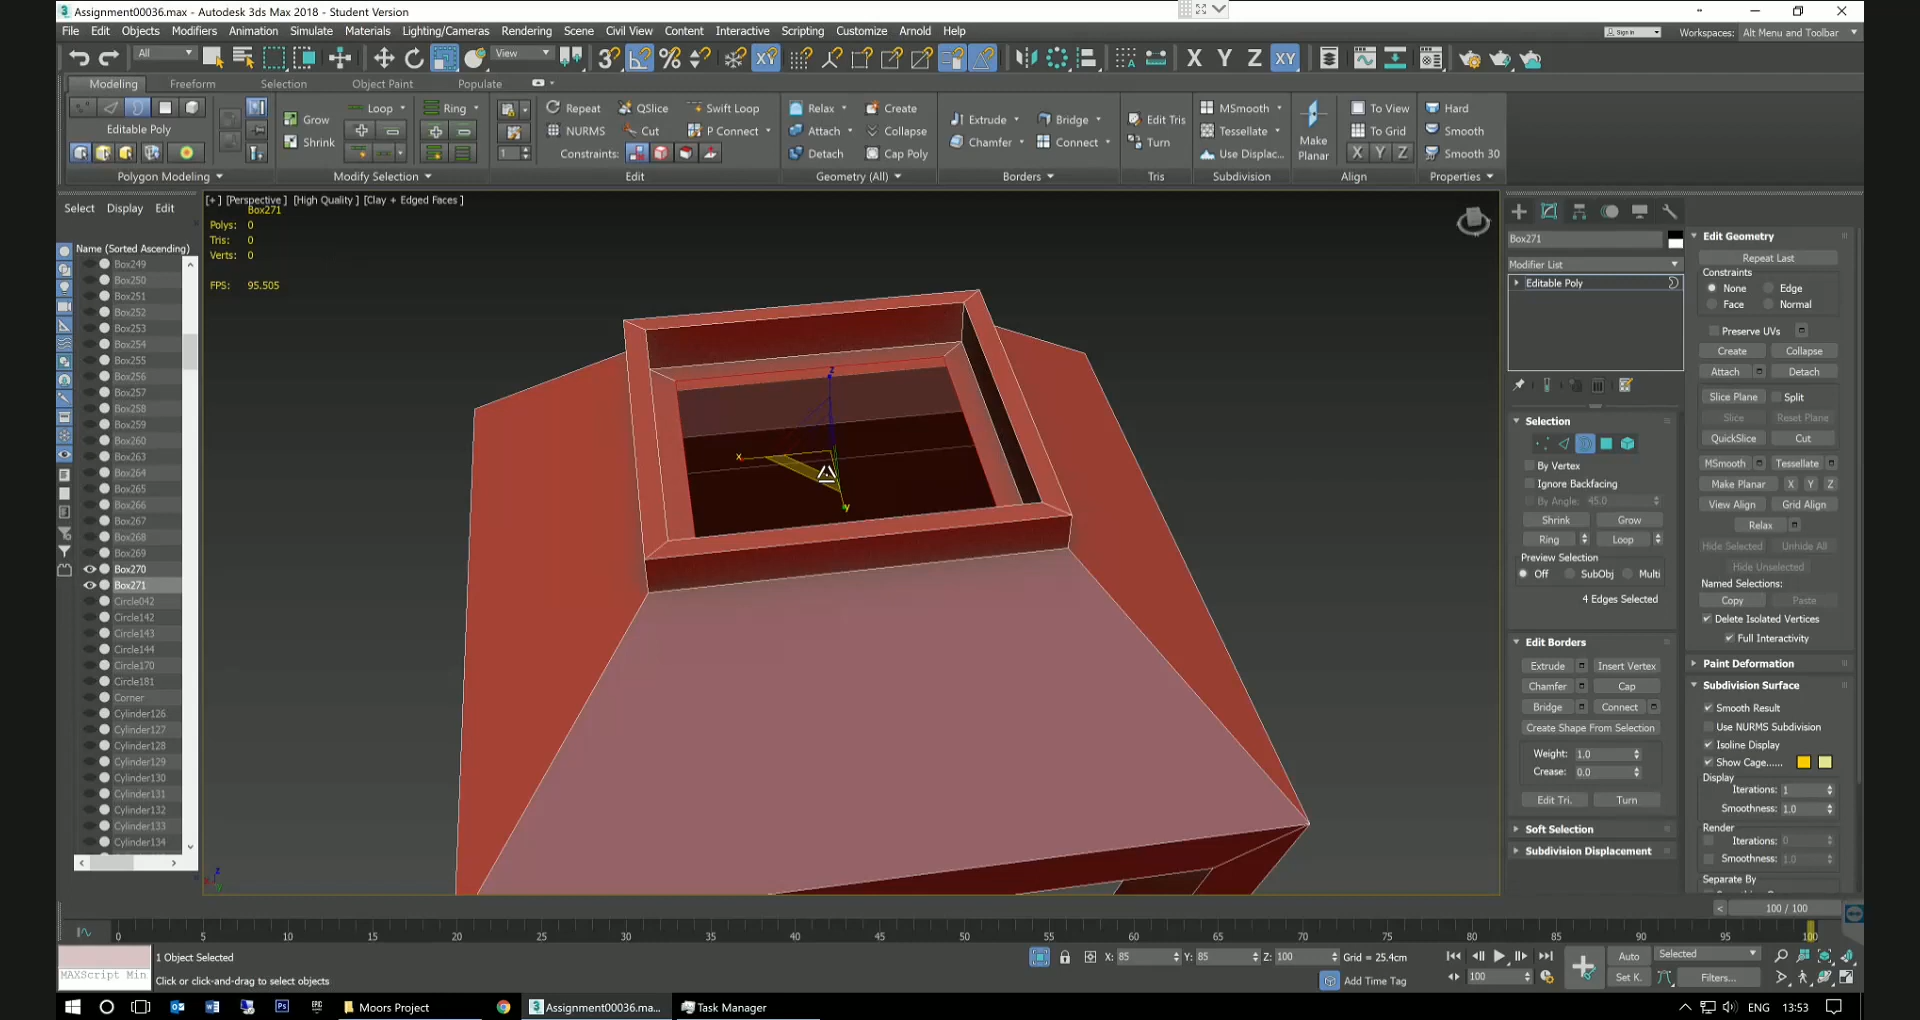 Assignment00036.max - Autodesk 3ds Max 2018 - Student Version
File Edit Objects Modifiers Animation Simulate Materials Lighting/Cameras Rendering Scene Civil View Content Interactive Scripting Customize Arnold Help
Sign In Workspaces: Alt Menu and Toolbar
All View X Y Z XY
Modeling Freeform Selection Object Paint Populate
Loop Ring Repeat QSlice Swift Loop Relax Create MSmooth To View Hard
Grow Extrude Bridge Edit Tris
Editable Poly NURMS Cut P Connect Attach Collapse Tessellate To Grid Smooth
Shrink Chamfer Connect Turn Make Planar
1 Constraints: Detach Cap Poly Use Displac... X Y Z Smooth 30
Polygon Modeling Modify Selection Edit Geometry (All) Borders Tris Subdivision Align Properties
Select Display Edit
Name (Sorted Ascending)
Box249
Box250
Box251
Box252
Box253
Box254
Box255
Box256
Box257
Box258
Box259
Box260
Box263
Box264
Box265
Box266
Box267
Box268
Box269
Box270
Box271
Circle042
Circle142
Circle143
Circle144
Circle170
Circle181
Corner
Cylinder126
Cylinder127
Cylinder128
Cylinder129
Cylinder130
Cylinder131
Cylinder132
Cylinder133
Cylinder134
[+] [Perspective] [High Quality] [Clay + Edged Faces]
Box271
Polys: 0
Tris: 0
Verts: 0
FPS: 95.505
z
x
y
Box271
Modifier List
Editable Poly
Selection
By Vertex
Ignore Backfacing
By Angle: 45.0
Shrink Grow
Ring Loop
Preview Selection
Off SubObj Multi
4 Edges Selected
Edit Borders
Extrude Insert Vertex
Chamfer Cap
Bridge Connect
Create Shape From Selection
Weight: 1.0
Crease: 0.0
Edit Tri. Turn
Soft Selection
Subdivision Displacement
Edit Geometry
Repeat Last
Constraints
None Edge
Face Normal
Preserve UVs
Create Collapse
Attach Detach
Slice Plane Split
Slice Reset Plane
QuickSlice Cut
MSmooth Tessellate
Make Planar X Y Z
View Align Grid Align
Relax
Hide Selected Unhide All
Hide Unselected
Named Selections:
Copy Paste
Delete Isolated Vertices
Full Interactivity
Paint Deformation
Subdivision Surface
Smooth Result
Use NURMS Subdivision
Isoline Display
Show Cage......
Display
Iterations: 1
Smoothness: 1.0
Render
Iterations: 0
Smoothness: 1.0
Separate By
100 / 100
0 5 10 15 20 25 30 35 40 45 50 55 60 65 70 75 80 85 90 95 100
1 Object Selected
X: 85 Y: 85 Z: 100 Grid = 25.4cm
Auto Selected
MAXScript Min
Click or click-and-drag to select objects
Add Time Tag
100
Set K. Filters...
Moors Project Assignment00036.ma... Task Manager
ENG 13:53